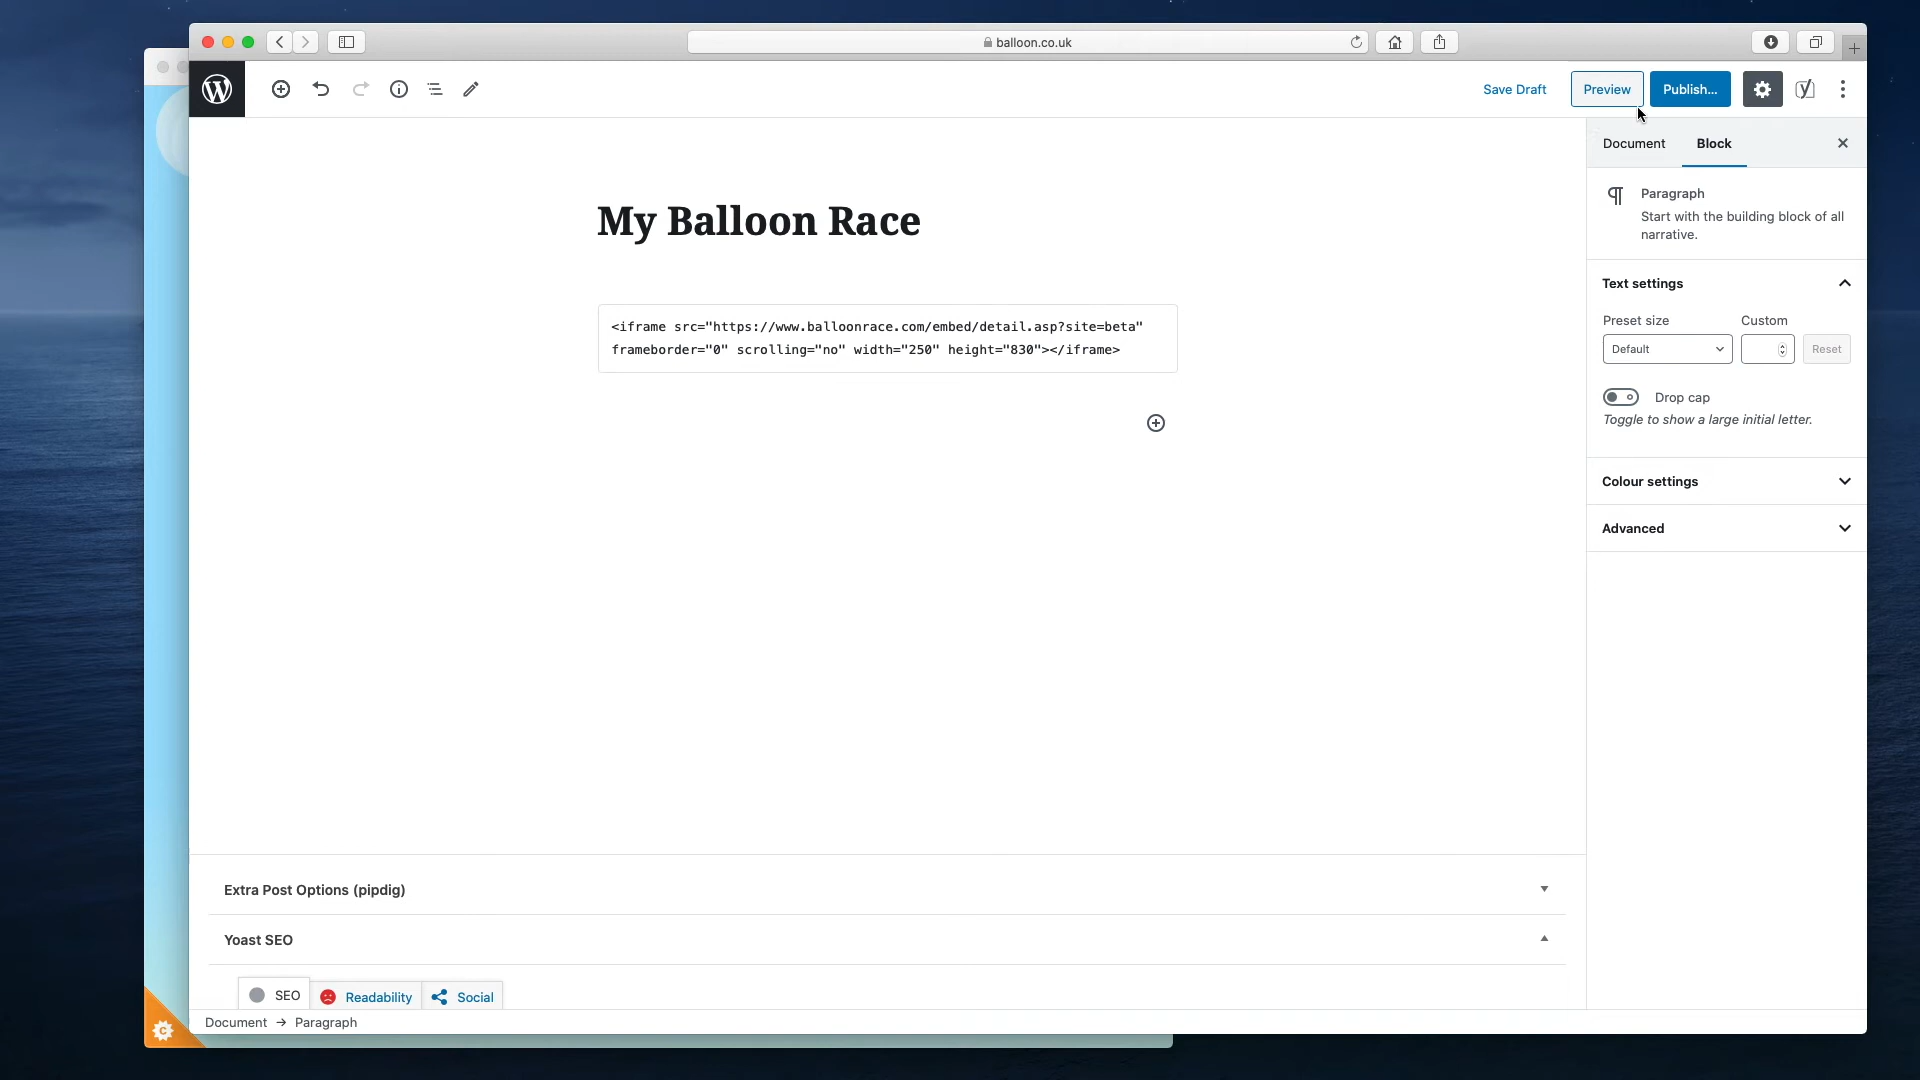 balloon.co.uk
Save Draft
Preview
Publish...
Document
Block
My Balloon Race
Paragraph
Start with the building block of all
narrative.
<iframe src="https://www.balloonrace.com/embed/detail.asp?site=beta"
frameborder="0" scrolling="no" width="250" height="830"></iframe>
Text settings
Preset size
Custom
Default
Reset
Drop cap
Toggle to show a large initial letter.
Colour settings
Advanced
Extra Post Options (pipdig)
Yoast SEO
SEO
Readability
Social
Document → Paragraph